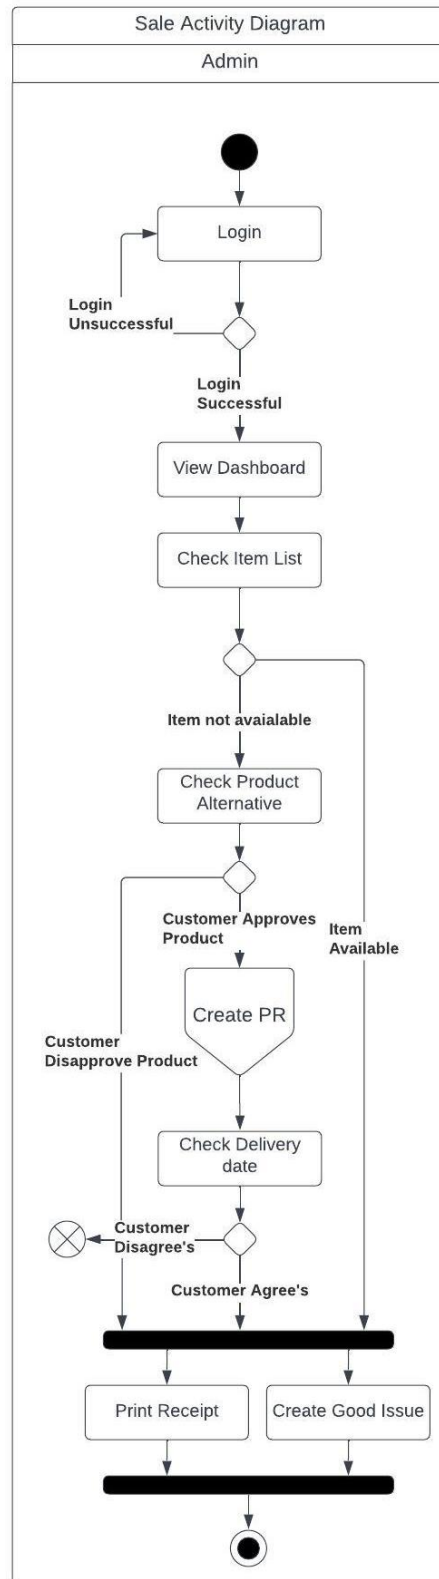 Sale Activity Diagram
Admin
Login
Login
Unsuccessful
Login
Successful
View Dashboard
Check Item List
Item not avaialable
Check Product
Alternative
Customer Approves
Product
Item
Available
Create PR
Customer
Disapprove Product
Check Delivery
date
Customer
Disagree's
Customer Agree's
Print Receipt
Create Good Issue